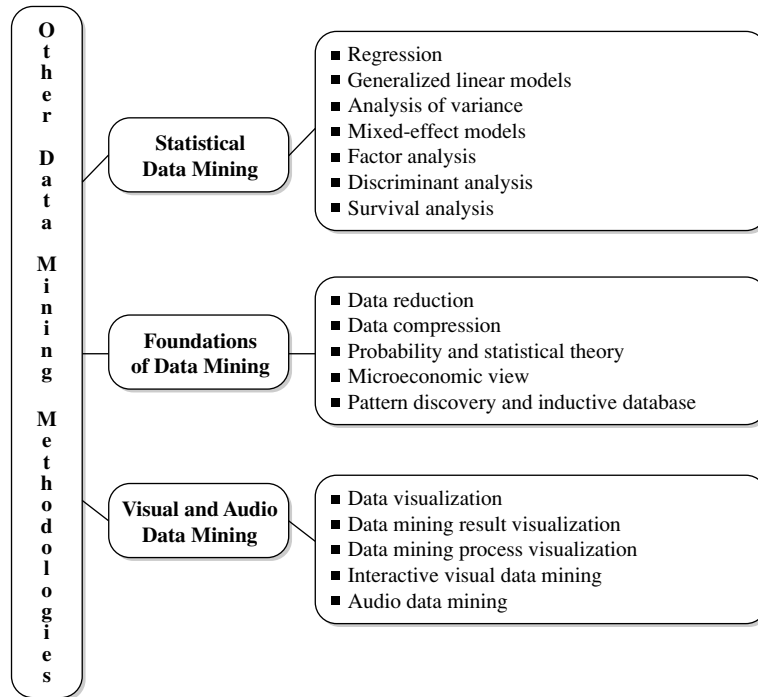 Other Data Mining Methodologies
Statistical
Data Mining
■ Regression
■ Generalized linear models
■ Analysis of variance
■ Mixed-effect models
■ Factor analysis
■ Discriminant analysis
■ Survival analysis
Foundations
of Data Mining
■ Data reduction
■ Data compression
■ Probability and statistical theory
■ Microeconomic view
■ Pattern discovery and inductive database
Visual and Audio
Data Mining
■ Data visualization
■ Data mining result visualization
■ Data mining process visualization
■ Interactive visual data mining
■ Audio data mining